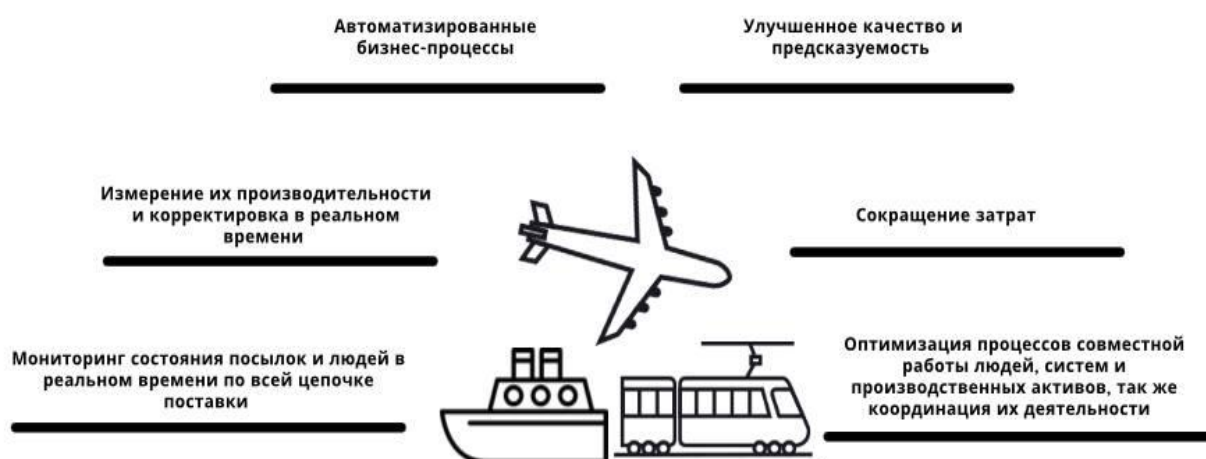 Автоматизированные
бизнес-процессы
Улучшенное качество и
предсказуемость
Измерение их производительности
и корректировка в реальном
времени
Сокращение затрат
Мониторинг состояния посылок и людей в
реальном времени по всей цепочке
поставки
Оптимизация процессов совместной
работы людей, систем и
производственных активов, так же
координация их деятельности